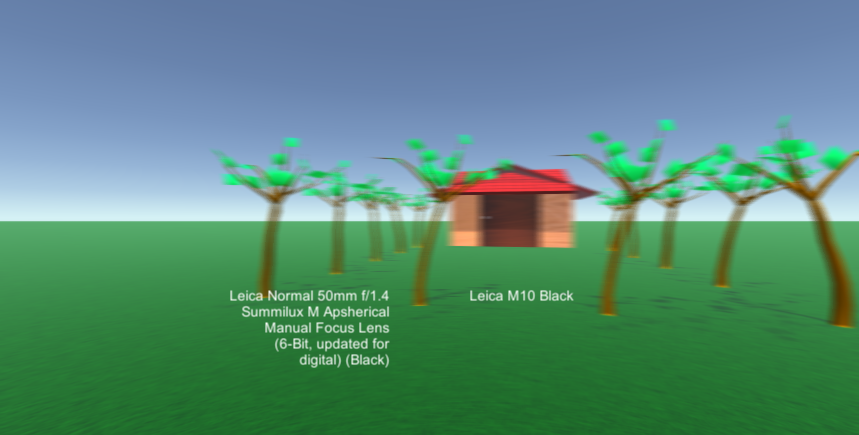 Leica Normal 50mm f/1.4
Summilux M Apsherical
Manual Focus Lens
(6-Bit, updated for
digital) (Black)
Leica M10 Black